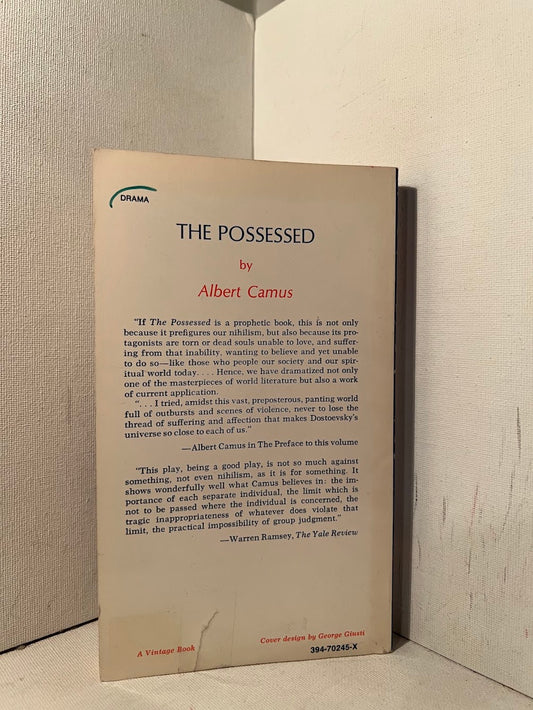 DRAMA
THE POSSESSED
by
Albert Camus
"If The Possessed is a prophetic book, this is not only
because it prefigures our nihilism, but also because its pro-
tagonists are torn or dead souls unable to love, and suffer-
ing from that inability, wanting to believe and yet unable
to do so—like those who people our society and our spir-
itual world today. . . . Hence, we have dramatized not only
one of the masterpieces of world literature but also a work
of current application.
". . . I tried, amidst this vast, preposterous, panting world
full of outbursts and scenes of violence, never to lose the
thread of suffering and affection that makes Dostoevsky's
universe so close to each of us."
—Albert Camus in The Preface to this volume
"This play, being a good play, is not so much against
something, not even nihilism, as it is for something. It
shows wonderfully well what Camus believes in: the im-
portance of each separate individual, the limit which is
not to be passed where the individual is concerned, the
tragic inappropriateness of whatever does violate that
limit, the practical impossibility of group judgment."
—Warren Ramsey, The Yale Review
A Vintage Book
Cover design by George Giusti
394-70245-X